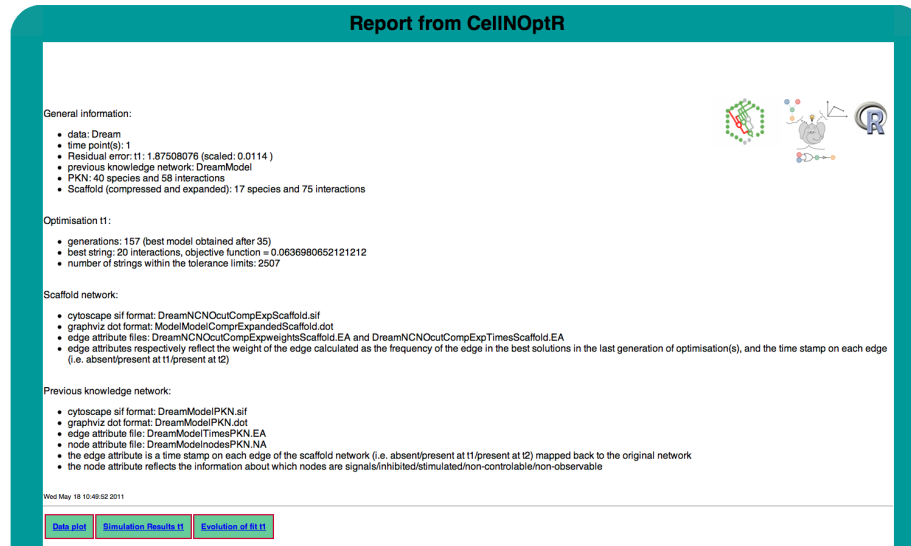 Report from CellNOptR
General information:
• data: Dream
• time point(s): 1
• Residual error: t1: 1.87508076 (scaled: 0.0114 )
• previous knowledge network: DreamModel
• PKN: 40 species and 58 interactions
• Scaffold (compressed and expanded): 17 species and 75 interactions
Optimisation t1:
• generations: 157 (best model obtained after 35)
• best string: 20 interactions, objective function = 0.0636980652121212
• number of strings within the tolerance limits: 2507
Scaffold network:
• cytoscape sif format: DreamNCNOcutCompExpScaffold.sif
• graphviz dot format: ModelModelComprExpandedScaffold.dot
• edge attribute files: DreamNCNOcutCompExpweightsScaffold.EA and DreamNCNOcutCompExpTimesScaffold.EA
• edge attributes respectively reflect the weight of the edge calculated as the frequency of the edge in the best solutions in the last generation of optimisation(s), and the time stamp on each edge
(i.e. absent/present at t1/present at t2)
Previous knowledge network:
• cytoscape sif format: DreamModelPKN.sif
• graphviz dot format: DreamModelPKN.dot
• edge attribute file: DreamModelTimesPKN.EA
• node attribute file: DreamModelnodesPKN.NA
• the edge attribute is a time stamp on each edge of the scaffold network (i.e. absent/present at t1/present at t2) mapped back to the original network
• the node attribute reflects the information about which nodes are signals/inhibited/stimulated/non-controlable/non-observable
Wed May 18 10:49:52 2011
Data plot Simulation Results t1 Evolution of fit t1
R